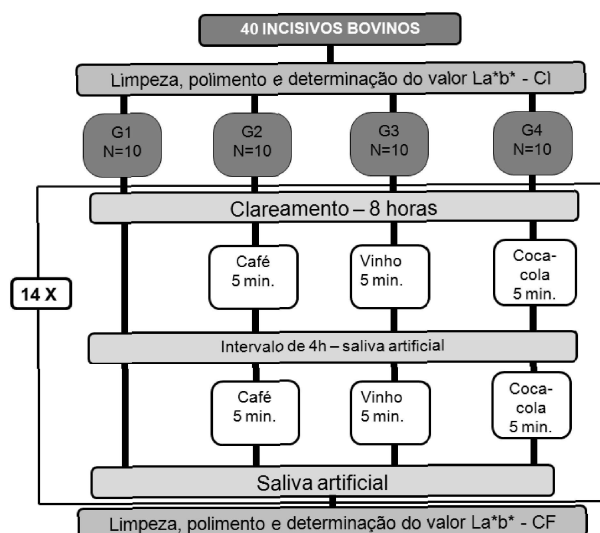 40 INCISIVOS BOVINOS
Limpeza, polimento e determinação do valor La*b* - CI
G1
N=10
G2
N=10
G3
N=10
G4
N=10
Clareamento – 8 horas
Café
5 min.
Vinho
5 min.
Coca-
cola
5 min.
14 X
Intervalo de 4h – saliva artificial
Café
5 min.
Vinho
5 min.
Coca-
cola
5 min.
Saliva artificial
Limpeza, polimento e determinação do valor La*b* - CF